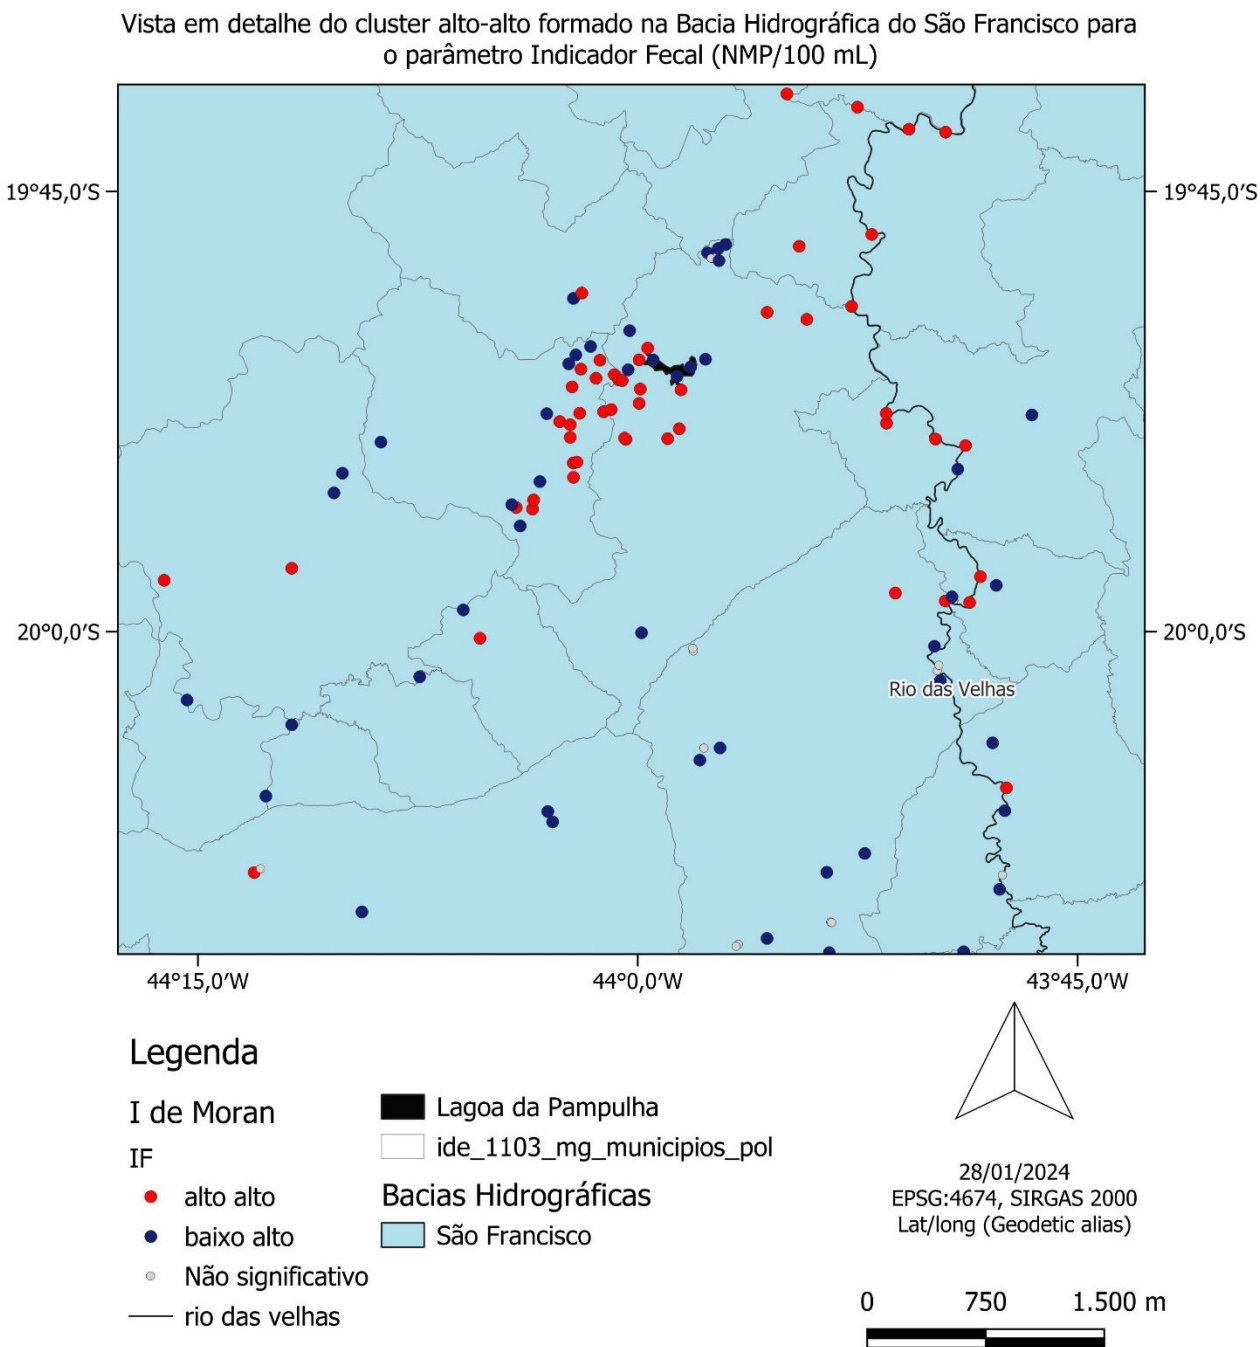 Vista em detalhe do cluster alto-alto formado na Bacia Hidrográfica do São Francisco para
o parâmetro Indicador Fecal (NMP/100 mL)
19°45,0'S
19°45,0'S
20°0,0'S
20°0,0'S
Rio das Velhas
44°15,0'W
44°0,0'W
43°45,0'W
Legenda
I de Moran
IF
alto alto
baixo alto
Não significativo
rio das velhas
Lagoa da Pampulha
ide_1103_mg_municipios_pol
Bacias Hidrográficas
São Francisco
28/01/2024
EPSG:4674, SIRGAS 2000
Lat/long (Geodetic alias)
0 750 1.500 m